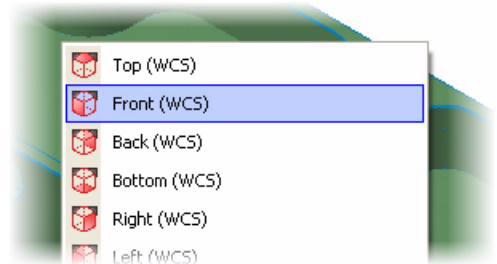 Top (WCS)
Front (WCS)
Back (WCS)
Bottom (WCS)
Right (WCS)
Left (WCS)